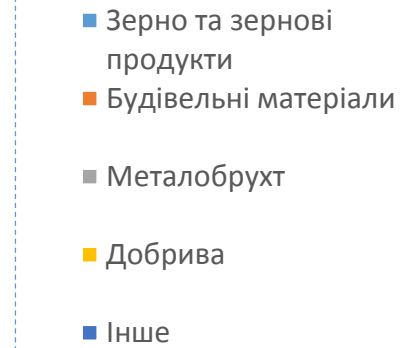 Зерно та зернові
продукти
Будівельні матеріали
Металобрухт
Добрива
Інше